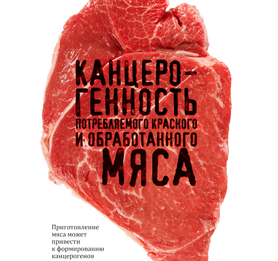 КАНЦЕРО-
ГЕННОСТЬ
ПОТРЕБЛЯЕМОГО КРАСНОГО
И ОБРАБОТАННОГО
МЯСА
Приготовление
мяса может
привести
к формированию
канцерогенов